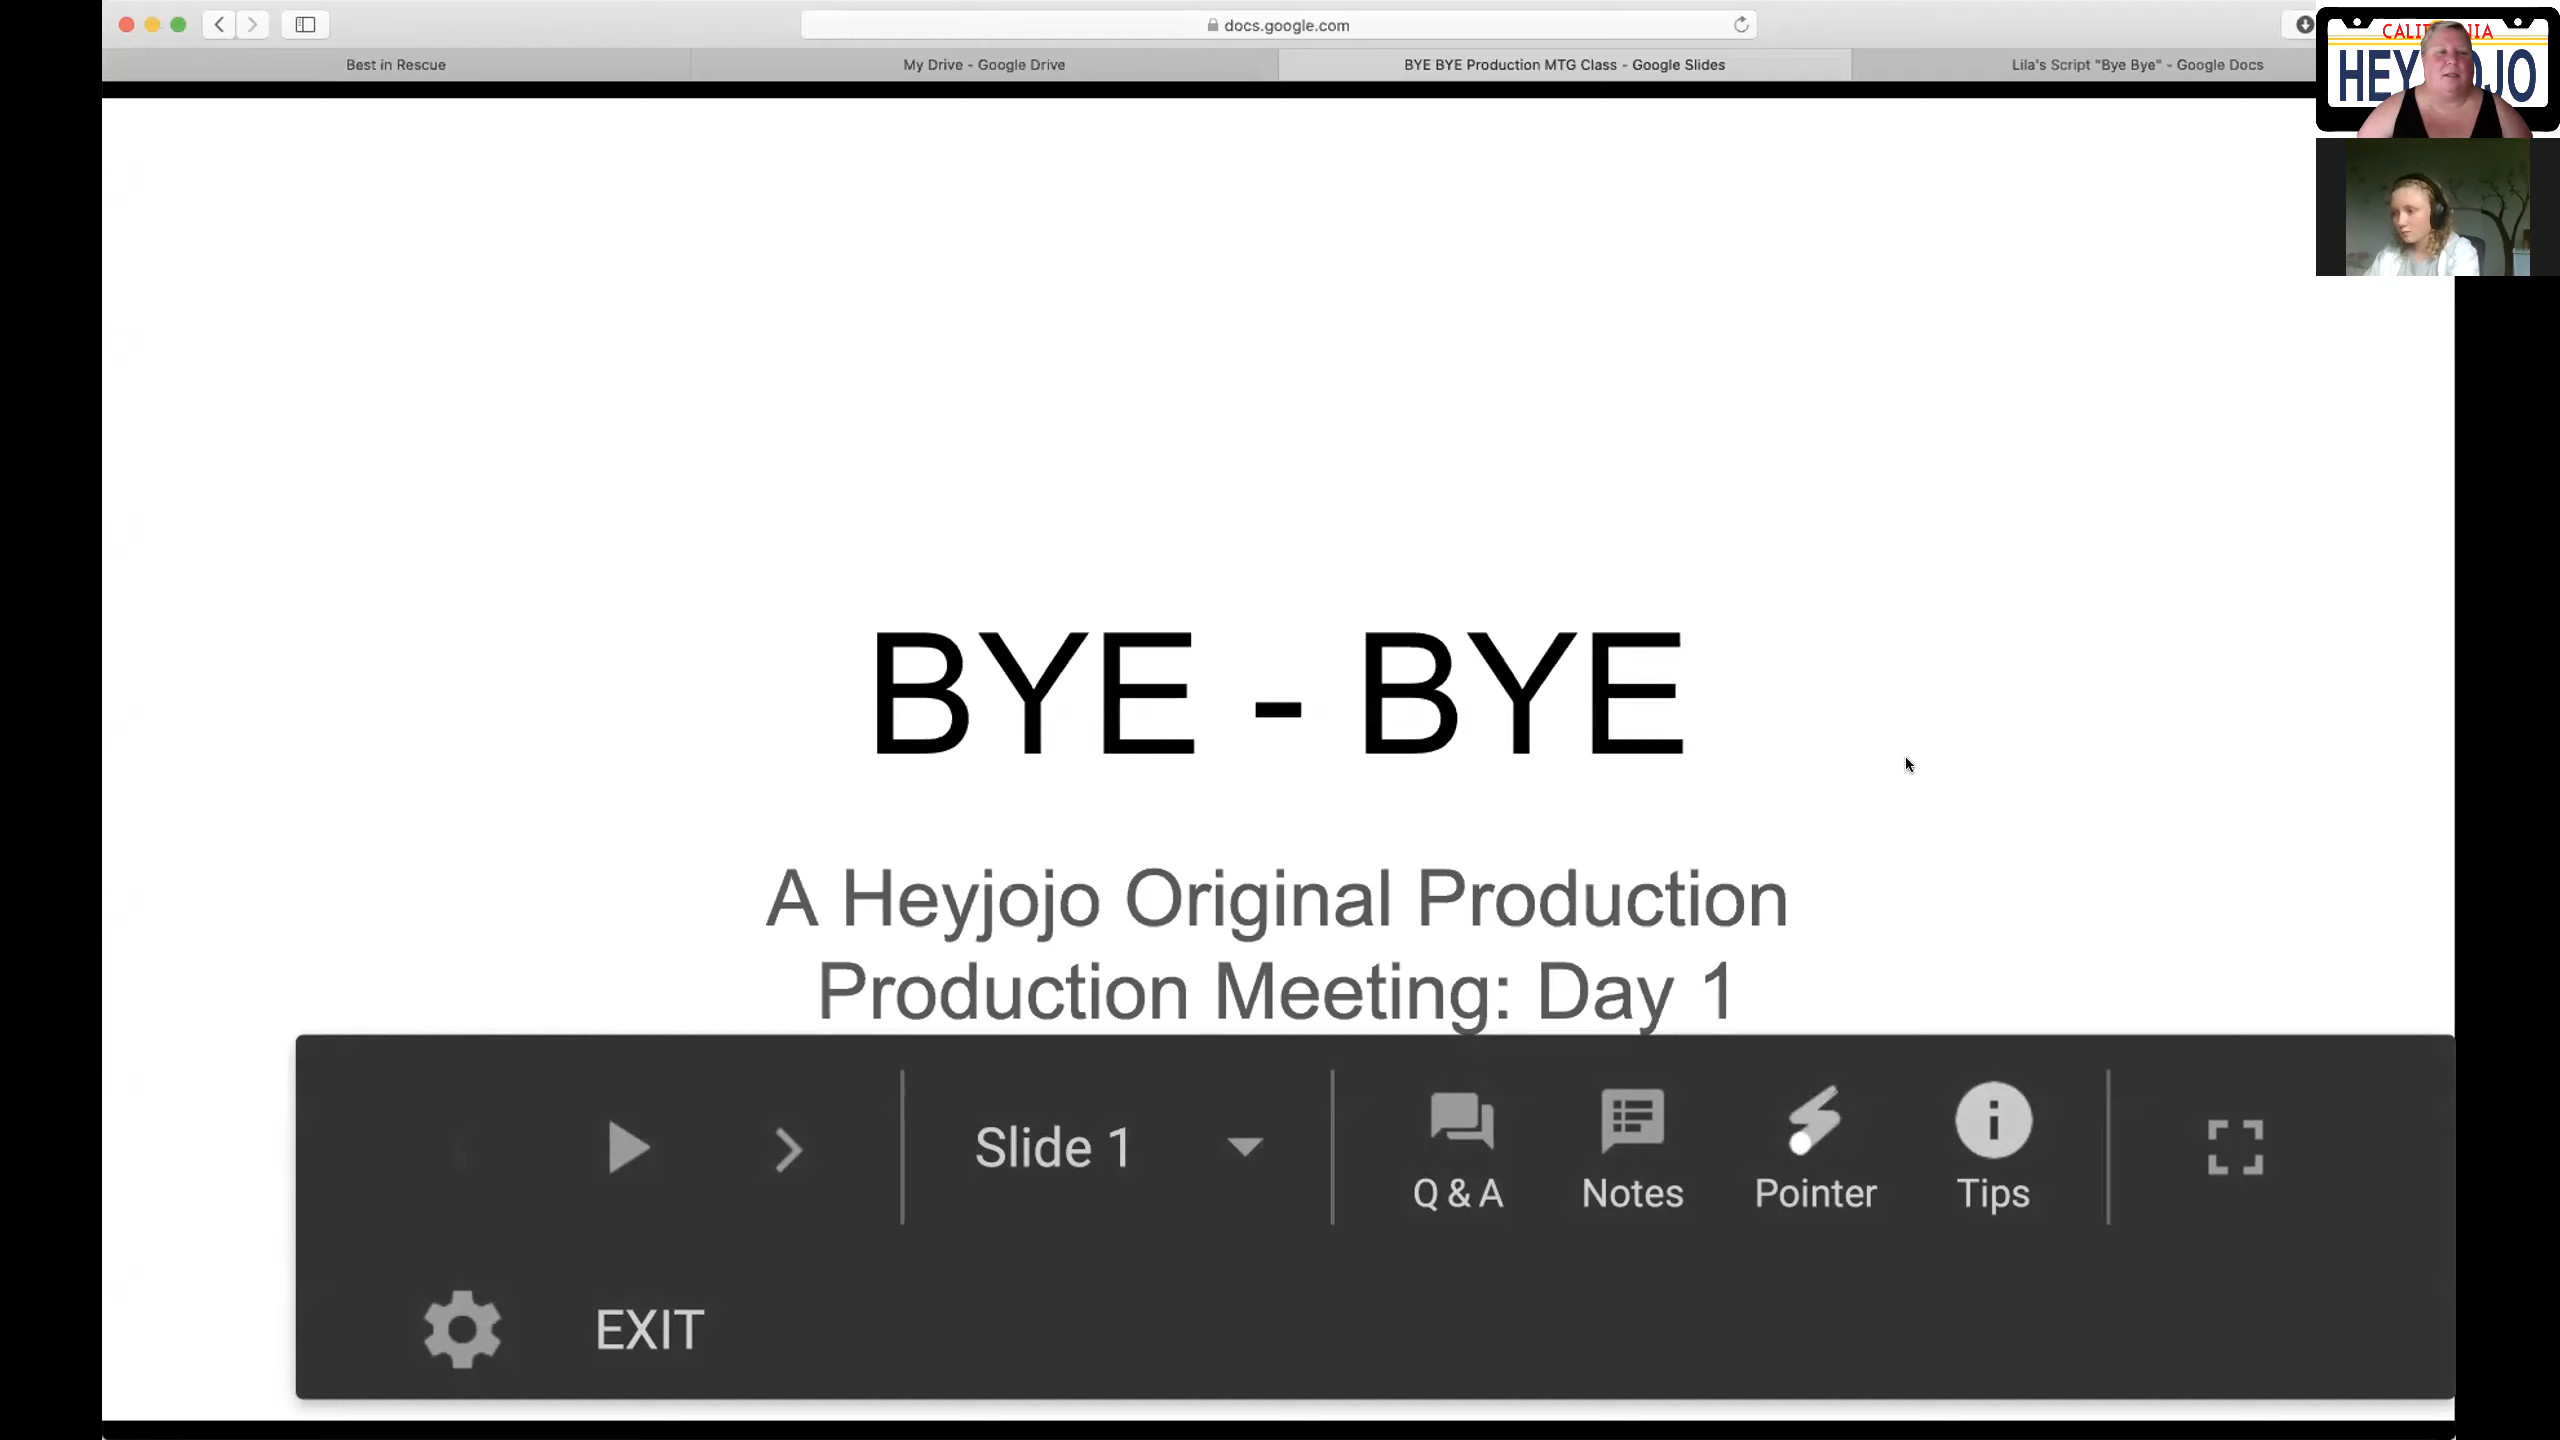 docs.google.com
Best in Rescue
My Drive - Google Drive
BYE BYE Production MTG Class - Google Slides
Lila's Script "Bye Bye" - Google Docs
HEY JO
BYE - BYE
A Heyjojo Original Production
Production Meeting: Day 1
Slide 1
Q & A
Notes
Pointer
Tips
EXIT